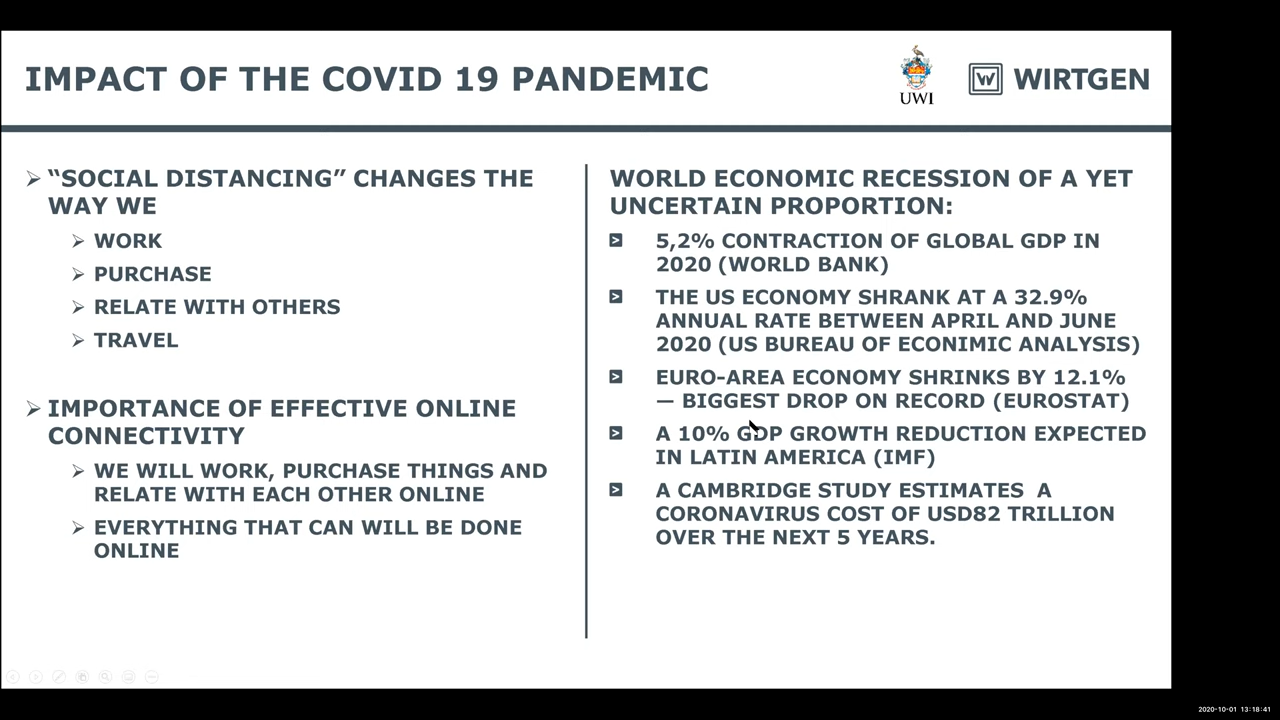 IMPACT OF THE COVID 19 PANDEMIC
UWI
WIRTGEN
“SOCIAL DISTANCING” CHANGES THE
WAY WE
WORK
PURCHASE
RELATE WITH OTHERS
TRAVEL
IMPORTANCE OF EFFECTIVE ONLINE
CONNECTIVITY
WE WILL WORK, PURCHASE THINGS AND
RELATE WITH EACH OTHER ONLINE
EVERYTHING THAT CAN WILL BE DONE
ONLINE
WORLD ECONOMIC RECESSION OF A YET
UNCERTAIN PROPORTION:
5,2% CONTRACTION OF GLOBAL GDP IN
2020 (WORLD BANK)
THE US ECONOMY SHRANK AT A 32.9%
ANNUAL RATE BETWEEN APRIL AND JUNE
2020 (US BUREAU OF ECONIMIC ANALYSIS)
EURO-AREA ECONOMY SHRINKS BY 12.1%
— BIGGEST DROP ON RECORD (EUROSTAT)
A 10% GDP GROWTH REDUCTION EXPECTED
IN LATIN AMERICA (IMF)
A CAMBRIDGE STUDY ESTIMATES A
CORONAVIRUS COST OF USD82 TRILLION
OVER THE NEXT 5 YEARS.
2020-10-01 13:18:41